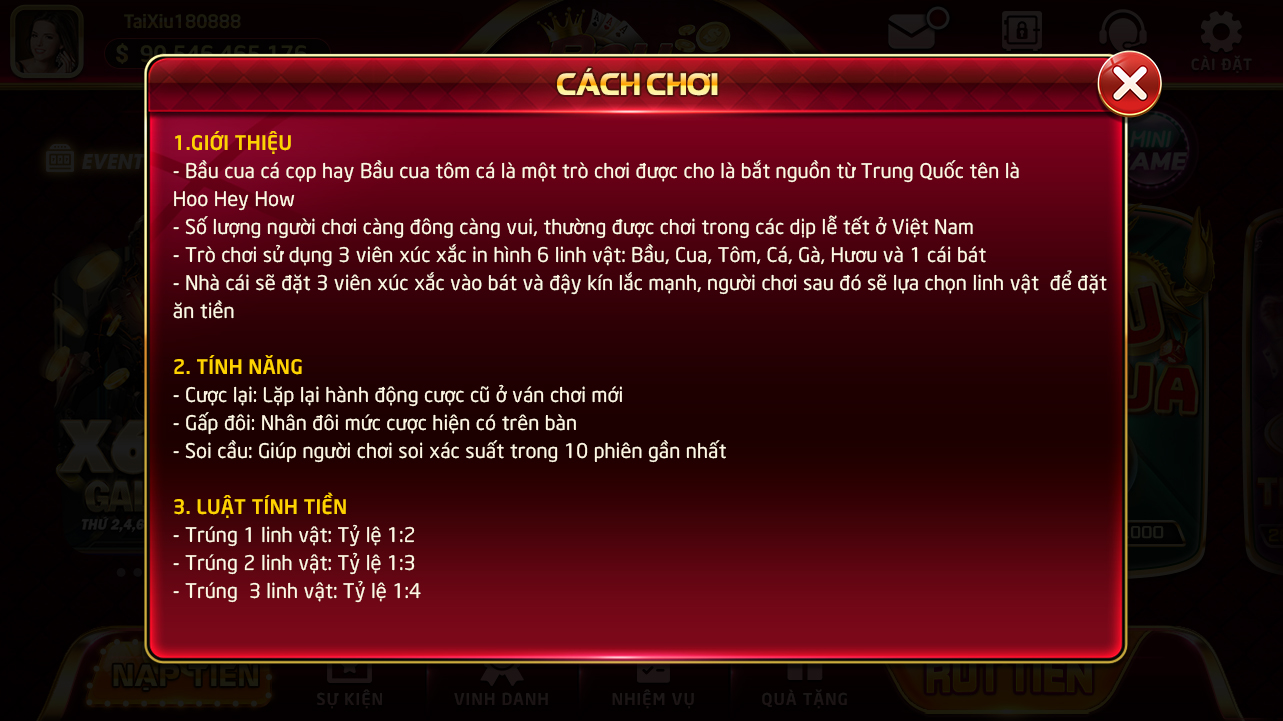 TaiXiu180888
$ 99,546,465,176
CÀI ĐẶT
CÁCH CHƠI
EVENT
MINI
GAME
1.GIỚI THIỆU
- Bầu cua cá cọp hay Bầu cua tôm cá là một trò chơi được cho là bắt nguồn từ Trung Quốc tên là
Hoo Hey How
- Số lượng người chơi càng đông càng vui, thường được chơi trong các dịp lễ tết ở Việt Nam
- Trò chơi sử dụng 3 viên xúc xắc in hình 6 linh vật: Bầu, Cua, Tôm, Cá, Gà, Hươu và 1 cái bát
- Nhà cái sẽ đặt 3 viên xúc xắc vào bát và đậy kín lắc mạnh, người chơi sau đó sẽ lựa chọn linh vật  để đặt
ăn tiền
2. TÍNH NĂNG
- Cược lại: Lặp lại hành động cược cũ ở ván chơi mới
- Gấp đôi: Nhân đôi mức cược hiện có trên bàn
- Soi cầu: Giúp người chơi soi xác suất trong 10 phiên gần nhất
3. LUẬT TÍNH TIỀN
- Trúng 1 linh vật: Tỷ lệ 1:2
- Trúng 2 linh vật: Tỷ lệ 1:3
- Trúng  3 linh vật: Tỷ lệ 1:4
THỨ 2,4,6
000
NẠP TIỀN
SỰ KIỆN
VINH DANH
NHIỆM VỤ
QUÀ TẶNG
RÚT TIỀN